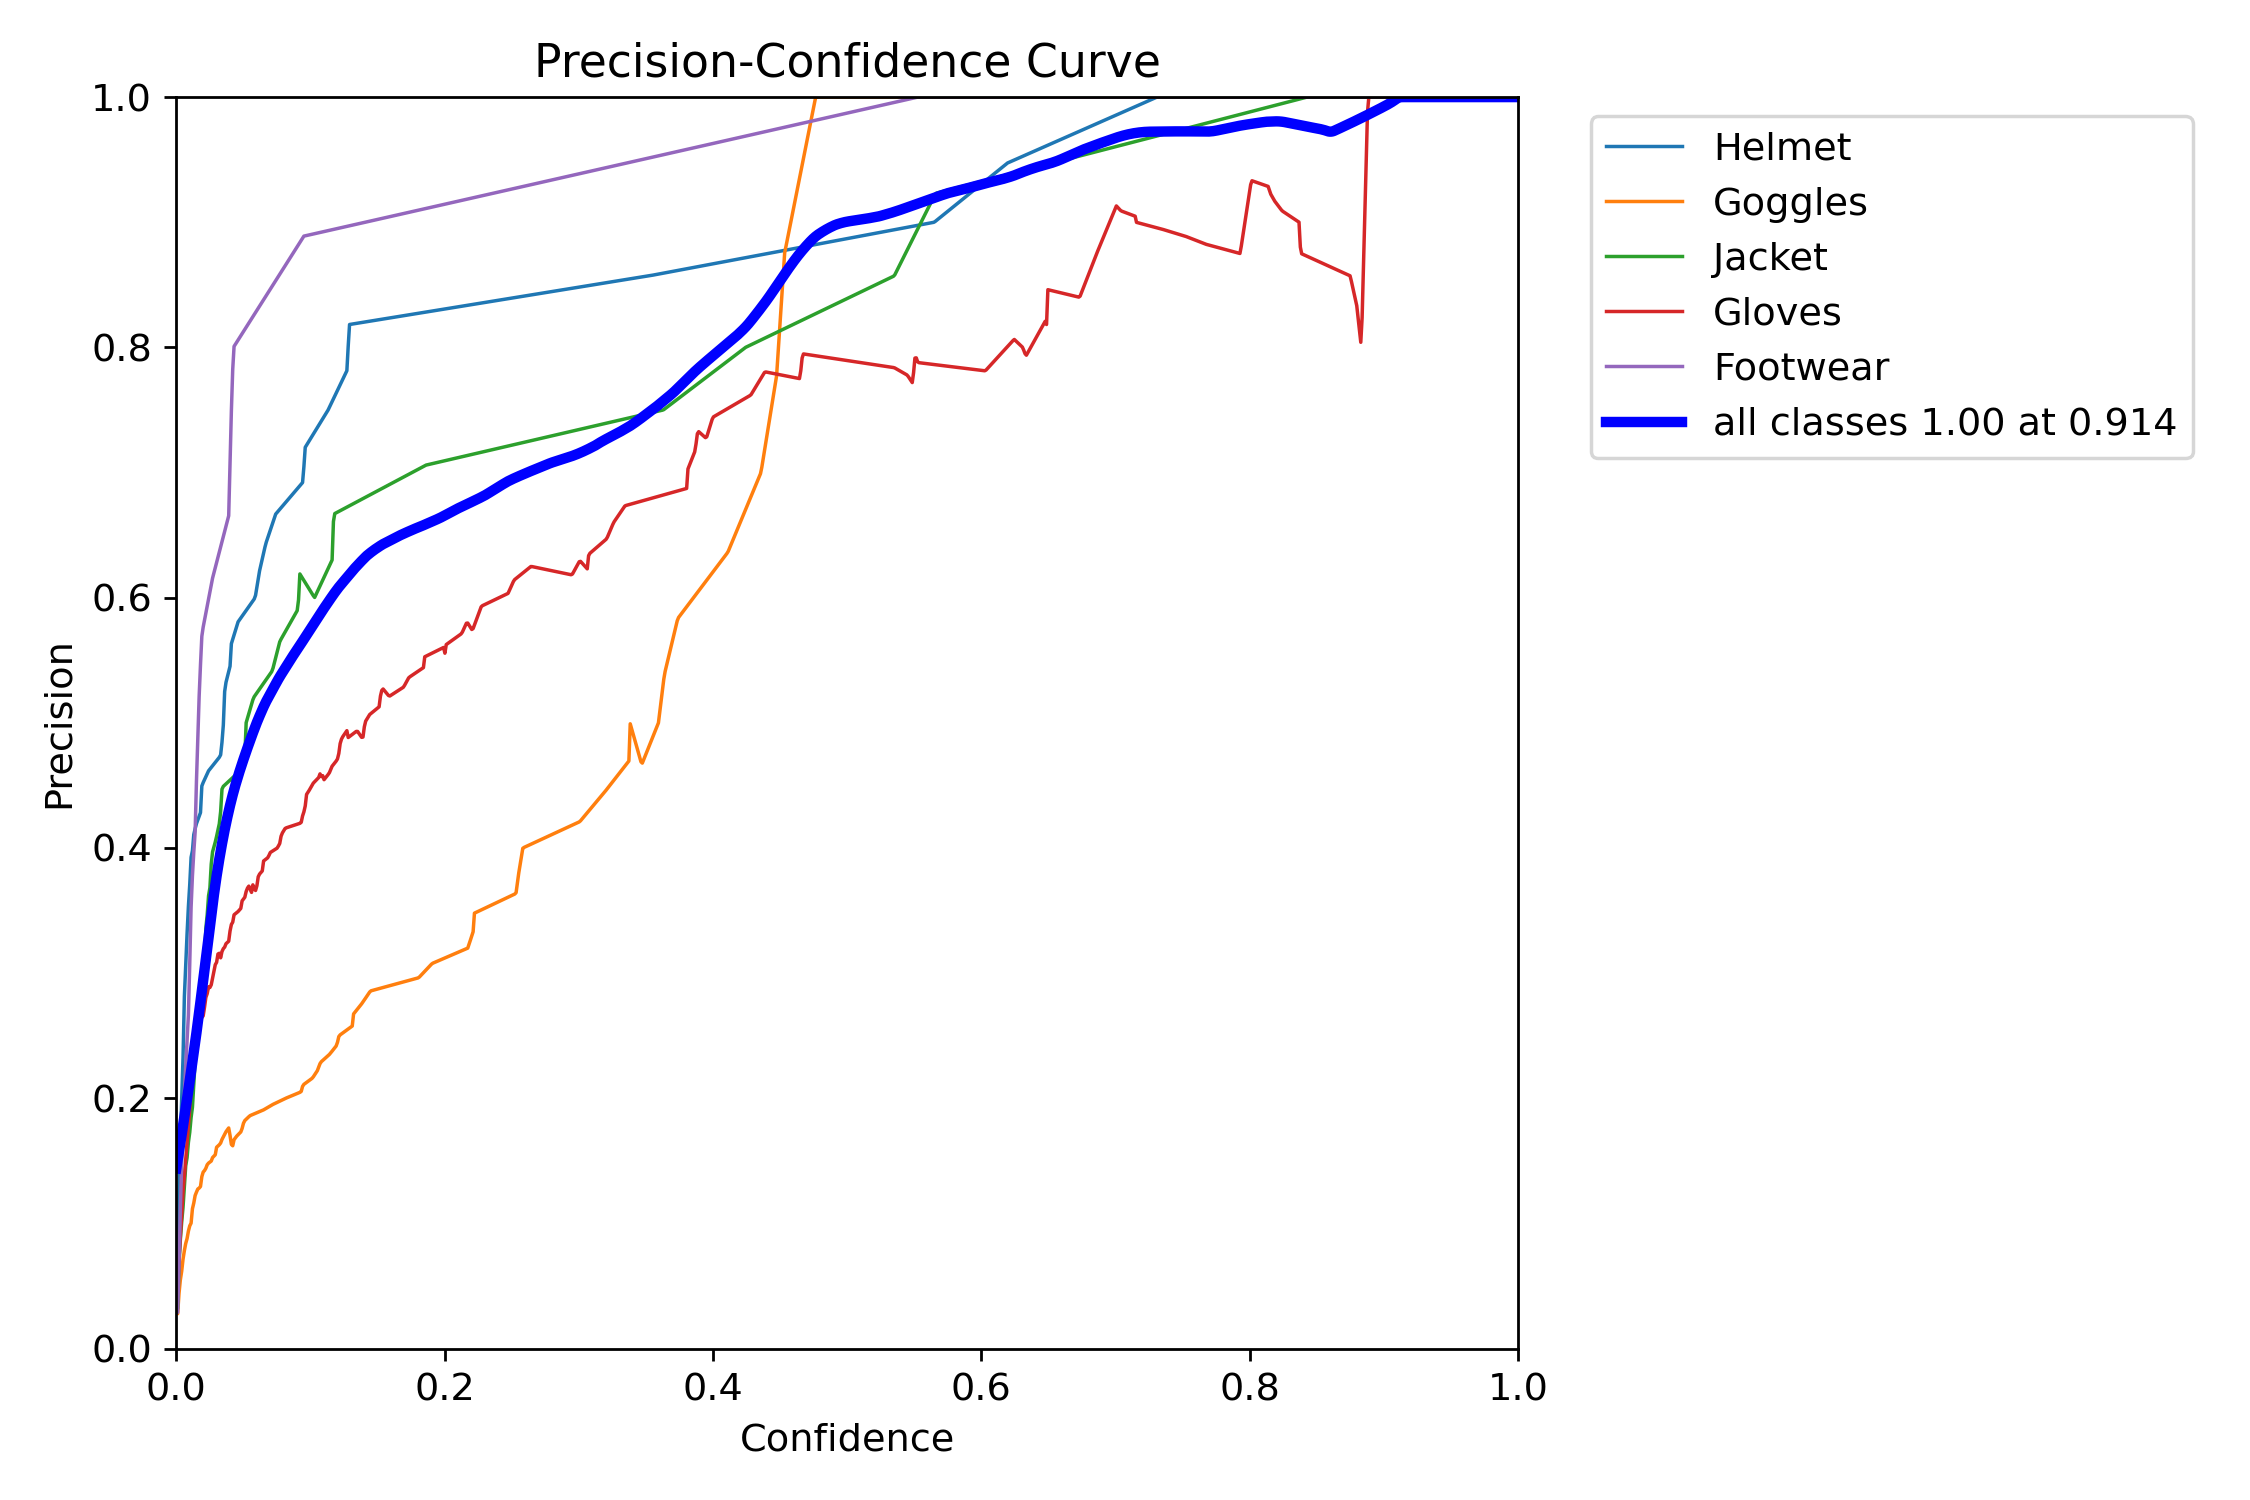 Precision-Confidence Curve
1.0
0.8
0.6
0.4
0.2
0.0
Precision
0.0 0.2 0.4 0.6 0.8 1.0
Confidence
Helmet
Goggles
Jacket
Gloves
Footwear
all classes 1.00 at 0.914